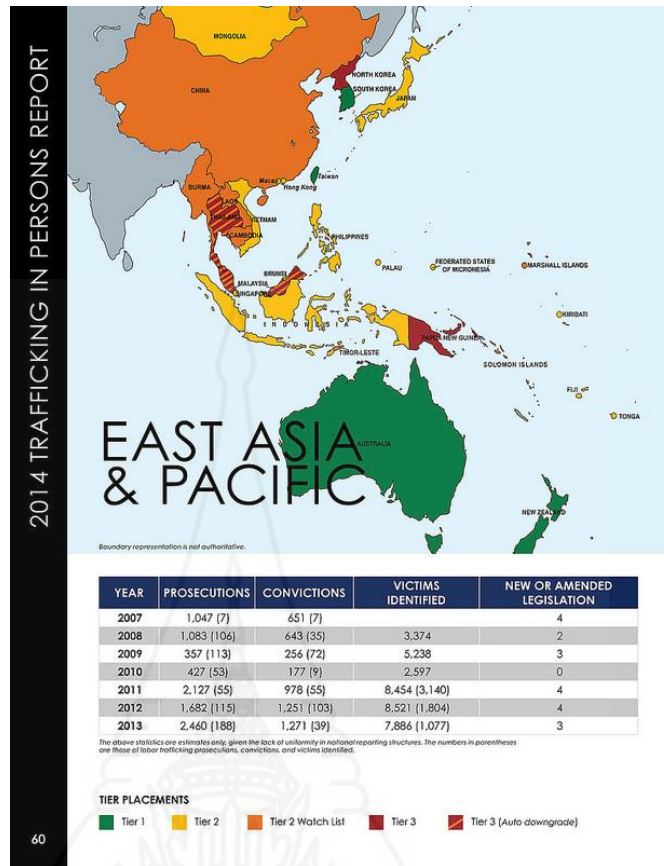 2014 TRAFFICKING IN PERSONS REPORT
MONGOLIA
NORTH KOREA
SOUTH KOREA
JAPAN
CHINA
Taiwan
Macau
Hong Kong
BURMA
LAOS
THAILAND
VIETNAM
CAMBODIA
PHILIPPINES
PALAU
FEDERATED STATES
OF MICRONESIA
MARSHALL ISLANDS
BRUNEI
MALAYSIA
SINGAPORE
KIRIBATI
INDONESIA
PAPUA NEW GUINEA
TIMOR-LESTE
SOLOMON ISLANDS
FIJI
TONGA
EAST ASIA
& PACIFIC
AUSTRALIA
NEW ZEALAND
Boundary representation is not authoritative.
YEAR PROSECUTIONS CONVICTIONS VICTIMS IDENTIFIED NEW OR AMENDED LEGISLATION
2007 1,047 (7) 651 (7) 4
2008 1,083 (106) 643 (35) 3,374 2
2009 357 (113) 256 (72) 5,238 3
2010 427 (53) 177 (9) 2,597 0
2011 2,127 (55) 978 (55) 8,454 (3,140) 4
2012 1,682 (115) 1,251 (103) 8,521 (1,804) 4
2013 2,460 (188) 1,271 (39) 7,886 (1,077) 3
The above statistics are estimates only, given the lack of uniformity in national reporting structures. The numbers in parentheses
are those of labor trafficking prosecutions, convictions, and victims identified.
TIER PLACEMENTS
Tier 1 Tier 2 Tier 2 Watch List Tier 3 Tier 3 (Auto downgrade)
60